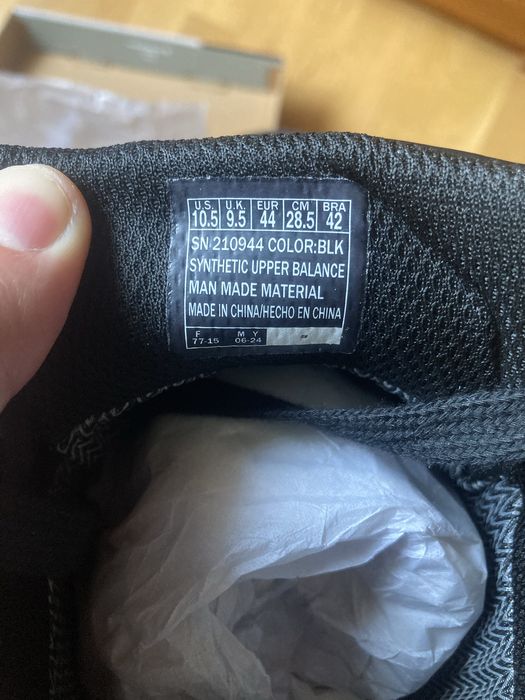 U.S. U.K. EUR CM BRA
10.5 9.5 44 28.5 42
SN:210944 COLOR:BLK
SYNTHETIC UPPER BALANCE
MAN MADE MATERIAL
MADE IN CHINA/HECHO EN CHINA
F M Y
77-15 06-24